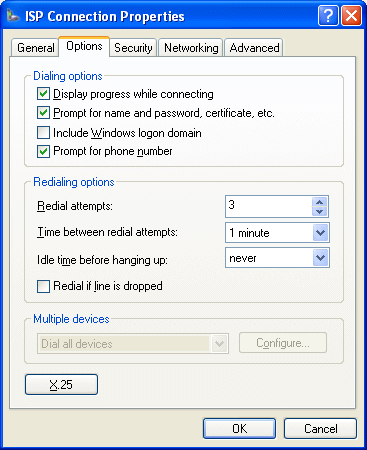 ISP Connection Properties
General Options Security Networking Advanced
Dialing options
Display progress while connecting
Prompt for name and password, certificate, etc.
Include Windows logon domain
Prompt for phone number
Redialing options
Redial attempts: 3
Time between redial attempts: 1 minute
Idle time before hanging up: never
Redial if line is dropped
Multiple devices
Dial all devices Configure...
X.25
OK Cancel